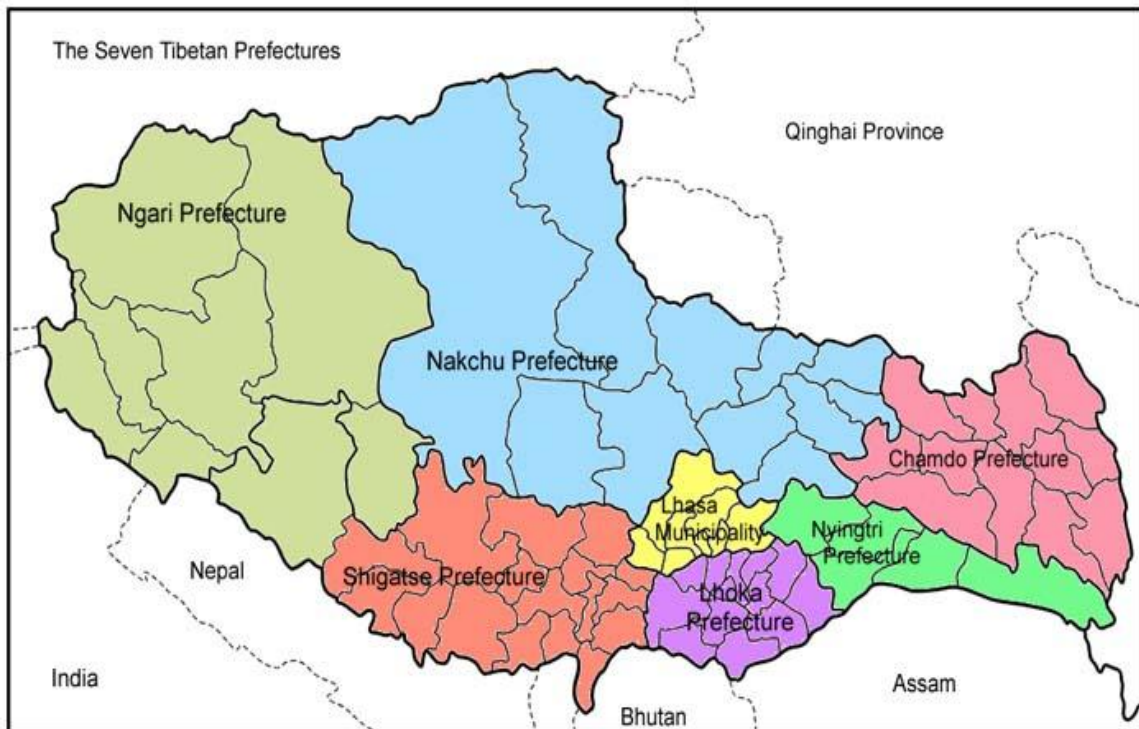 The Seven Tibetan Prefectures
Qinghai Province
Ngari Prefecture
Nakchu Prefecture
Chamdo Prefecture
Lhasa
Municipality
Nyingtri
Prefecture
Nepal
Shigatse Prefecture
Lhoka
Prefecture
India
Assam
Bhutan